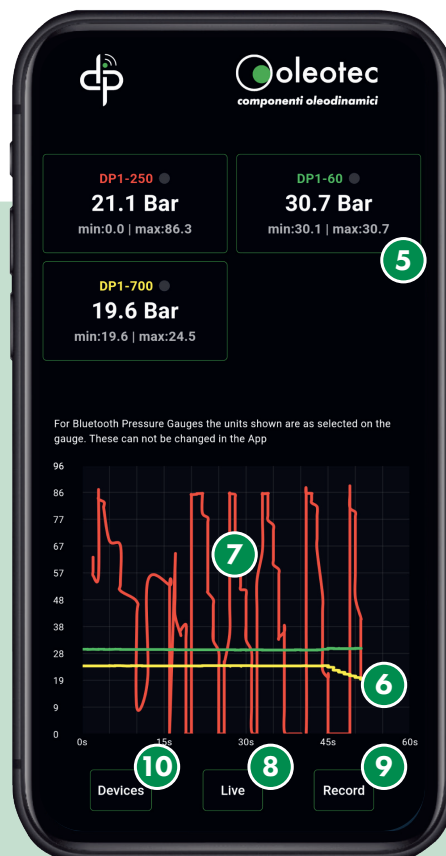 dp
oleotec
componenti oleodinamici
DP1-250
21.1 Bar
min:0.0 | max:86.3
DP1-60
30.7 Bar
min:30.1 | max:30.7
5
DP1-700
19.6 Bar
min:19.6 | max:24.5
For Bluetooth Pressure Gauges the units shown are as selected on the
gauge. These can not be changed in the App
96
86
77
67
57
48
38
28
19
9
0
7
6
0s 15s 30s 45s 60s
10 8 9
Devices Live Record